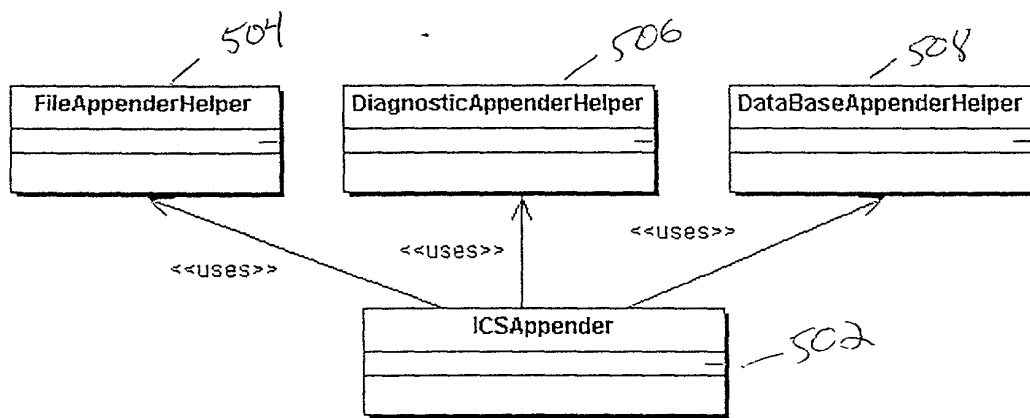 504
506
508
FileAppenderHelper
DiagnosticAppenderHelper
DataBaseAppenderHelper
<<uses>>
<<uses>>
<<uses>>
ICSAppender
502